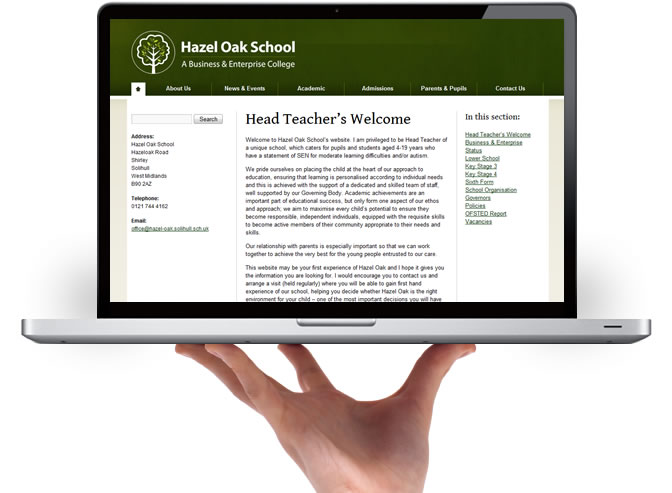 Hazel Oak School
A Business & Enterprise College
About Us
News & Events
Academic
Admissions
Parents & Pupils
Contact Us
Search
Address:
Hazel Oak School
Hazeloak Road
Shirley
Solihull
West Midlands
B90 2AZ
Telephone:
0121 744 4162
Email:
office@hazel-oak.solihull.sch.uk
Head Teacher's Welcome
Welcome to Hazel Oak School's website. I am privileged to be Head Teacher of
a unique school, which caters for pupils and students aged 4-19 years who
have a statement of SEN for moderate learning difficulties and/or autism.
We pride ourselves on placing the child at the heart of our approach to
education, ensuring that learning is personalised according to individual needs
and this is achieved with the support of a dedicated and skilled team of staff,
well supported by our Governing Body. Academic achievements are an
important part of educational success, but only form one aspect of our ethos
and approach; we aim to maximise every child's potential to ensure they
become responsible, independent individuals, equipped with the requisite skills
to become active members of their community appropriate to their needs and
skills.
Our relationship with parents is especially important so that we can work
together to achieve the very best for the young people entrusted to our care.
This website may be your first experience of Hazel Oak and I hope it gives you
the information you are looking for. I would encourage you to contact us and
arrange a visit (held regularly) where you will be able to gain first hand
experience of our school, helping you decide whether Hazel Oak is the right
environment for your child – one of the most important decisions you will have
In this section:
Head Teacher's Welcome
Business & Enterprise
Status
Lower School
Key Stage 3
Key Stage 4
Sixth Form
School Organisation
Governors
Policies
OFSTED Report
Vacancies